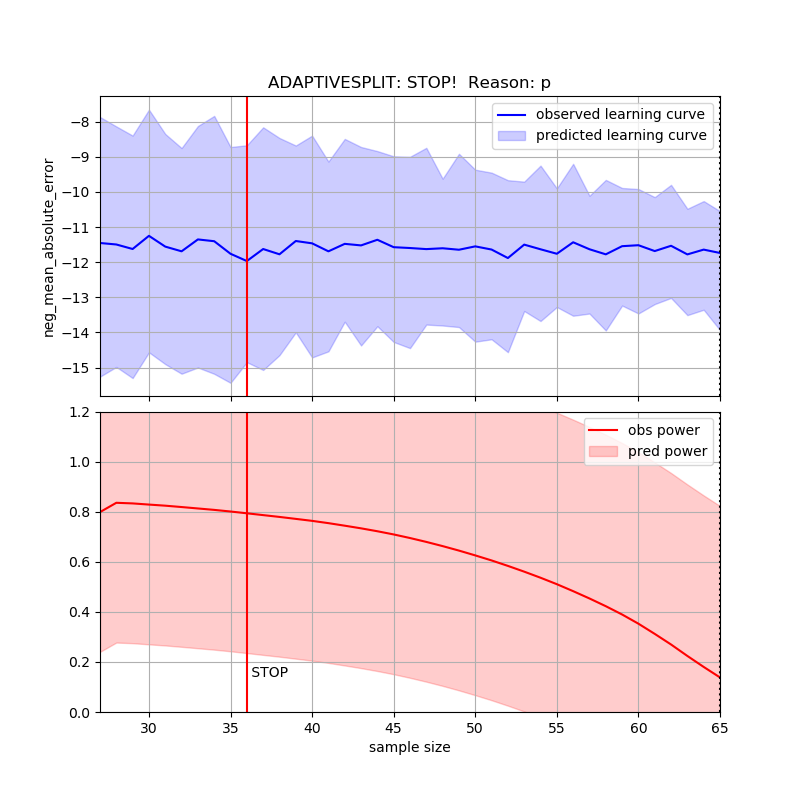 ADAPTIVESPLIT: STOP!  Reason: p
observed learning curve
predicted learning curve
−8
−9
−10
−11
−12
−13
−14
−15
neg_mean_absolute_error
obs power
pred power
1.2
1.0
0.8
0.6
0.4
0.2
0.0
STOP
30
35
40
45
50
55
60
65
sample size